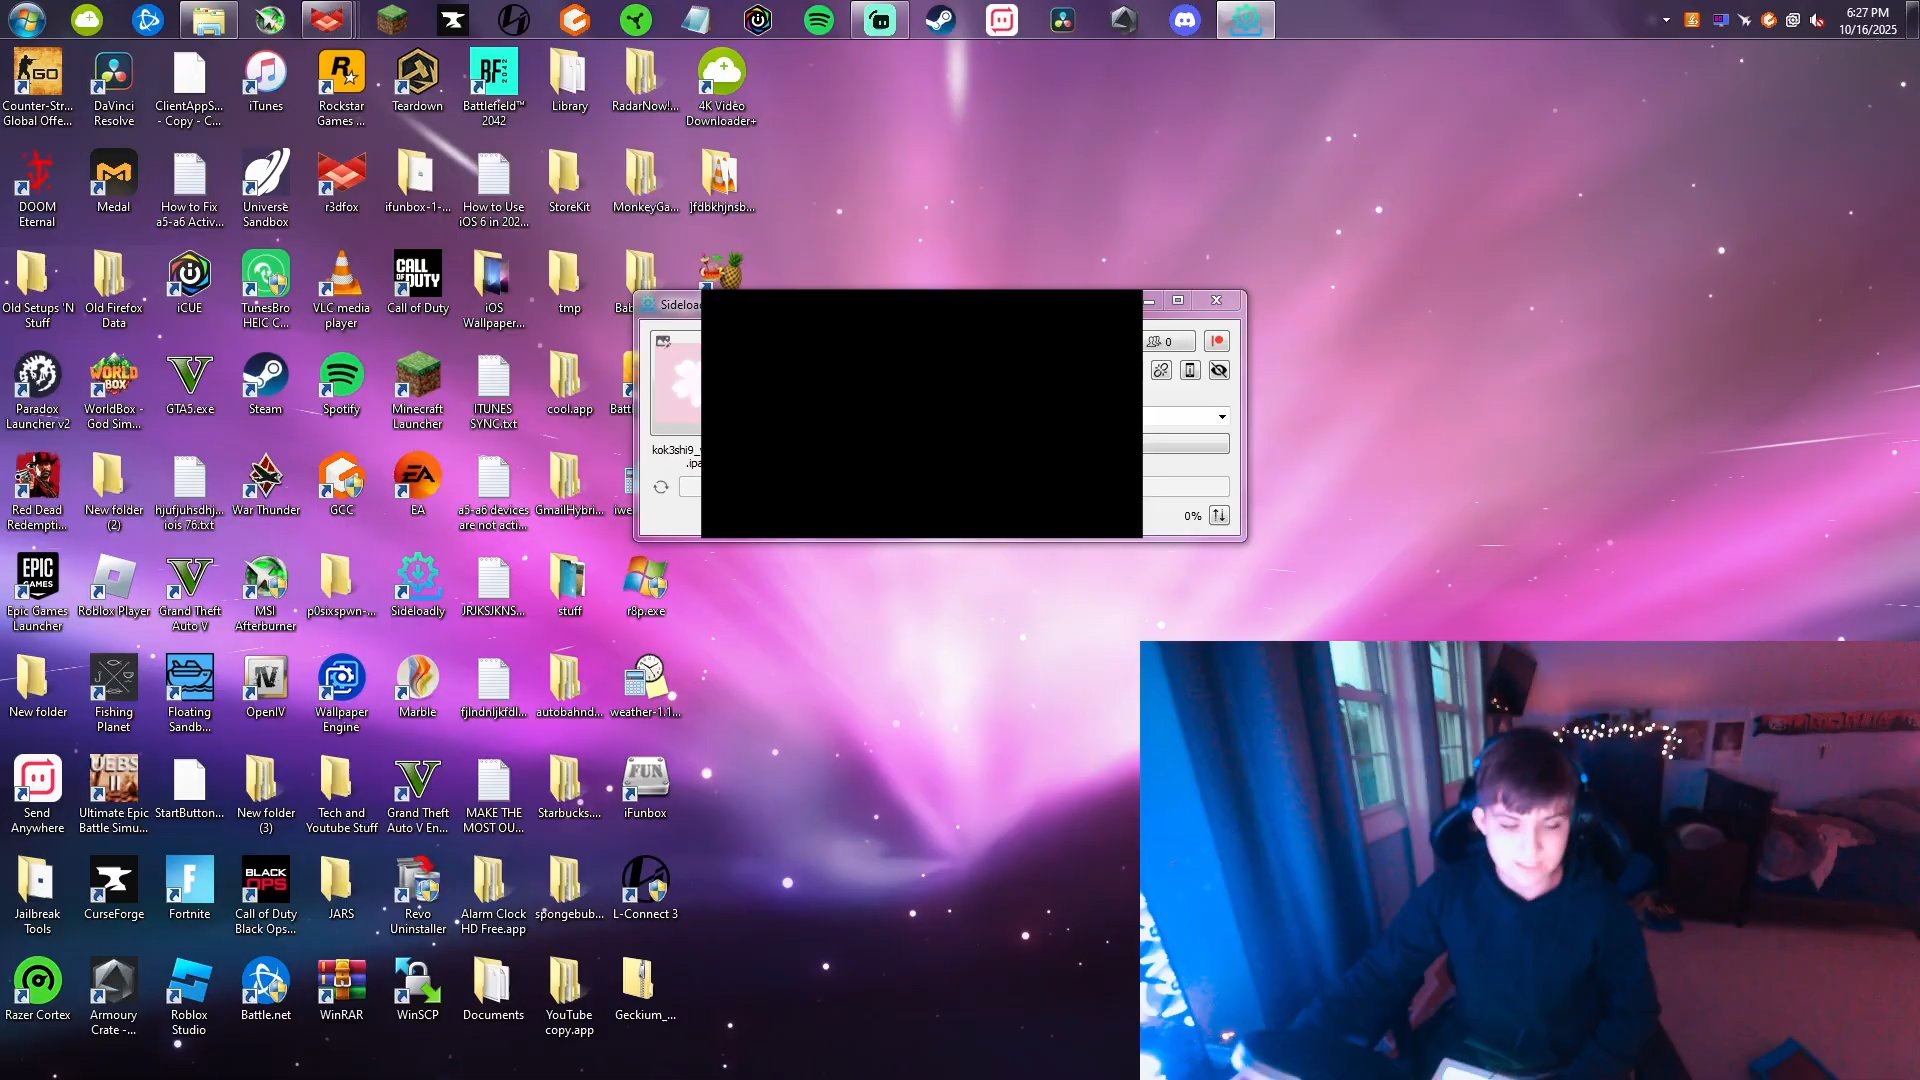 6:27 PM
10/16/2025
Counter-Str...
Global Offe...
DaVinci
Resolve
ClientAppS...
- Copy - C...
iTunes
Rockstar
Games ...
Teardown
Battlefield™
2042
Library
RadarNow!...
4K Video
Downloader+
DOOM
Eternal
Medal
How to Fix
a5-a6 Activ...
Universe
Sandbox
r3dfox
ifunbox-1-...
How to Use
iOS 6 in 202...
StoreKit
MonkeyGa...
]fdbkhjnsb...
Old Setups 'N
Stuff
Old Firefox
Data
iCUE
TunesBro
HEIC C...
VLC media
player
Call of Duty
iOS
Wallpaper...
tmp
Bab
Sideloa
0
Paradox
Launcher v2
WorldBox -
God Sim...
GTA5.exe
Steam
Spotify
Minecraft
Launcher
ITUNES
SYNC.txt
cool.app
Batt
kok3shi9_
.ipa
0%
Red Dead
Redempti...
New folder
(2)
hjufjuhsdhj...
iois 76.txt
War Thunder
GCC
EA
a5-a6 devices
are not acti...
GmailHybri...
iwe
Epic Games
Launcher
Roblox Player
Grand Theft
Auto V
MSI
Afterburner
p0sixspwn-...
Sideloadly
JRJKSJKNS...
stuff
r8p.exe
New folder
Fishing
Planet
Floating
Sandb...
OpenIV
Wallpaper
Engine
Marble
fjlndnljkfdl...
autobahnd...
weather-1.1...
Send
Anywhere
Ultimate Epic
Battle Simu...
StartButton...
New folder
(3)
Tech and
Youtube Stuff
Grand Theft
Auto V En...
MAKE THE
MOST OU...
Starbucks....
iFunbox
Jailbreak
Tools
CurseForge
Fortnite
Call of Duty
Black Ops...
JARS
Revo
Uninstaller
Alarm Clock
HD Free.app
spongebub...
L-Connect 3
Razer Cortex
Armoury
Crate -...
Roblox
Studio
Battle.net
WinRAR
WinSCP
Documents
YouTube
copy.app
Geckium_...